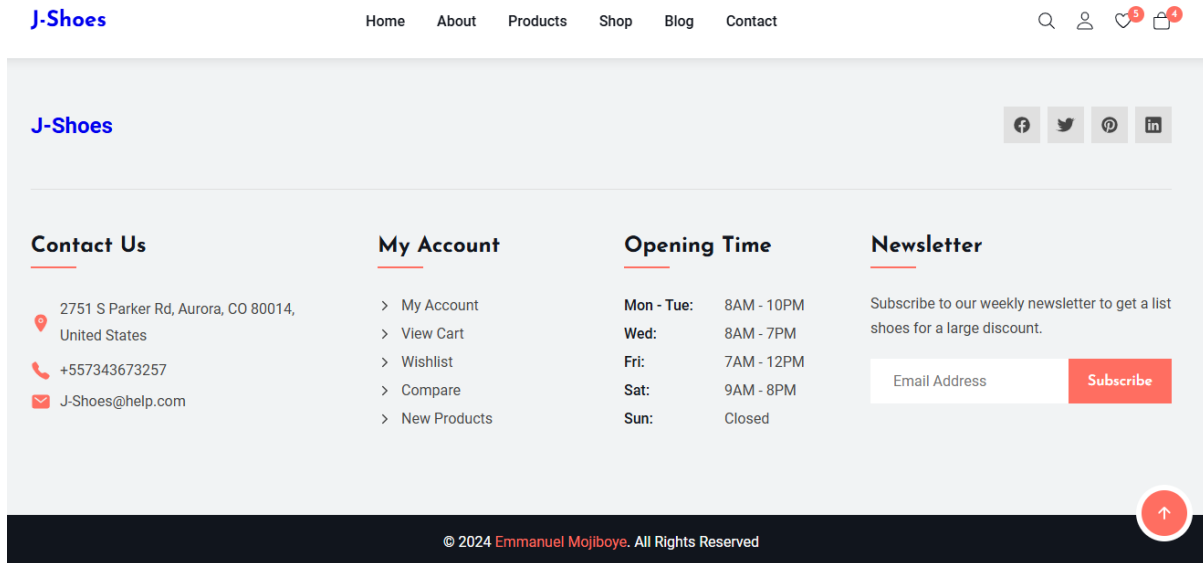 J-Shoes
Home About Products Shop Blog Contact
5 4
J-Shoes
Contact Us
2751 S Parker Rd, Aurora, CO 80014,
United States
+557343673257
J-Shoes@help.com
My Account
My Account
View Cart
Wishlist
Compare
New Products
Opening Time
Mon - Tue: 8AM - 10PM
Wed: 8AM - 7PM
Fri: 7AM - 12PM
Sat: 9AM - 8PM
Sun: Closed
Newsletter
Subscribe to our weekly newsletter to get a list
shoes for a large discount.
Email Address Subscribe
© 2024 Emmanuel Mojiboye. All Rights Reserved